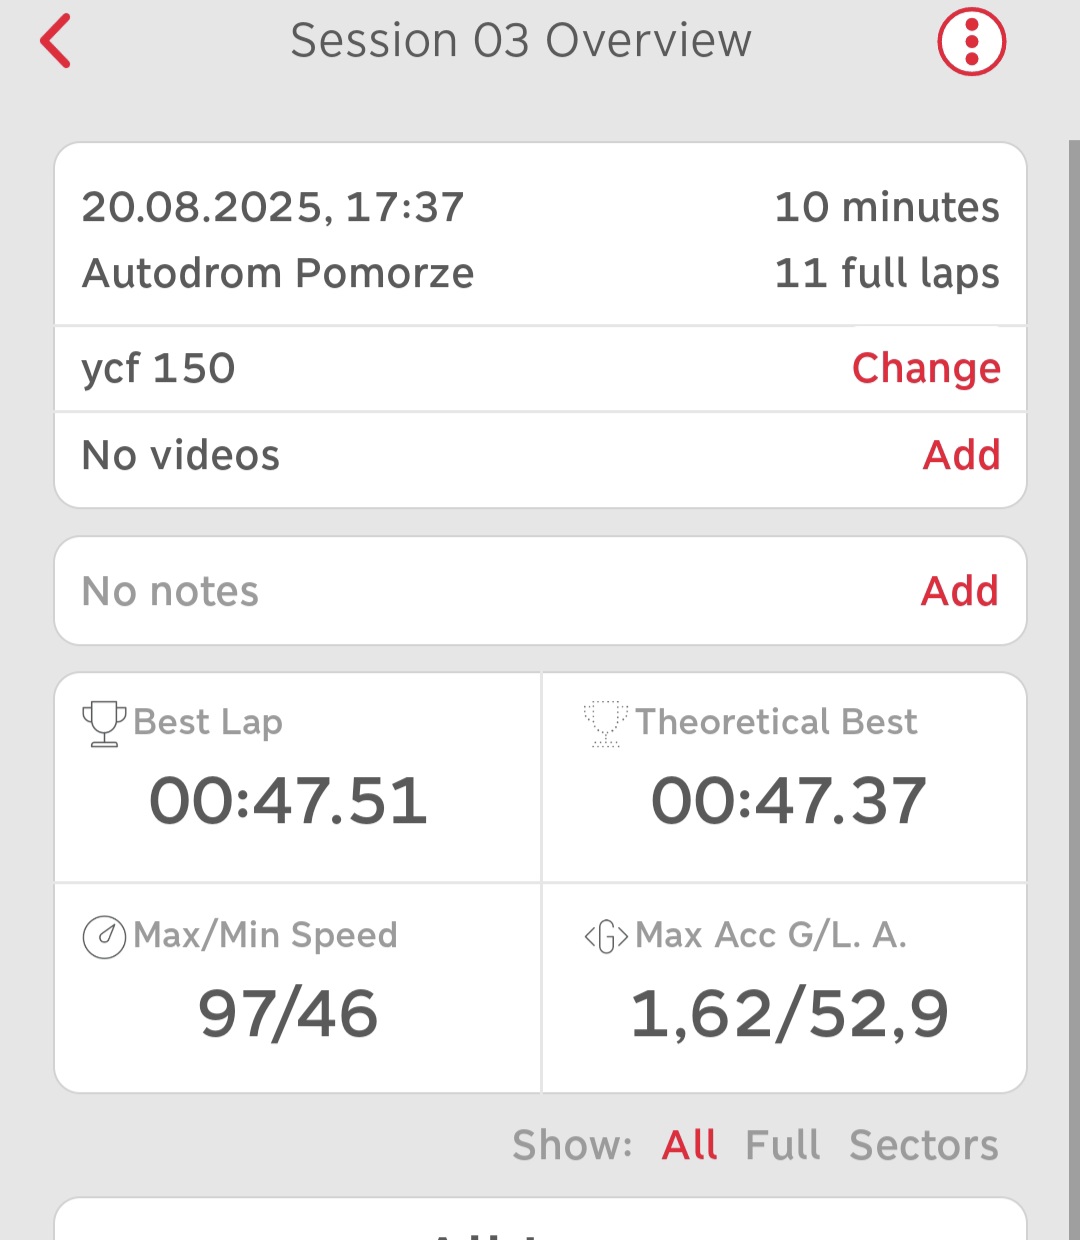 Session 03 Overview
20.08.2025, 17:37 10 minutes
Autodrom Pomorze 11 full laps
ycf 150 Change
No videos Add
No notes Add
Best Lap Theoretical Best
00:47.51 00:47.37
Max/Min Speed Max Acc G/L. A.
97/46 1,62/52,9
Show: All Full Sectors